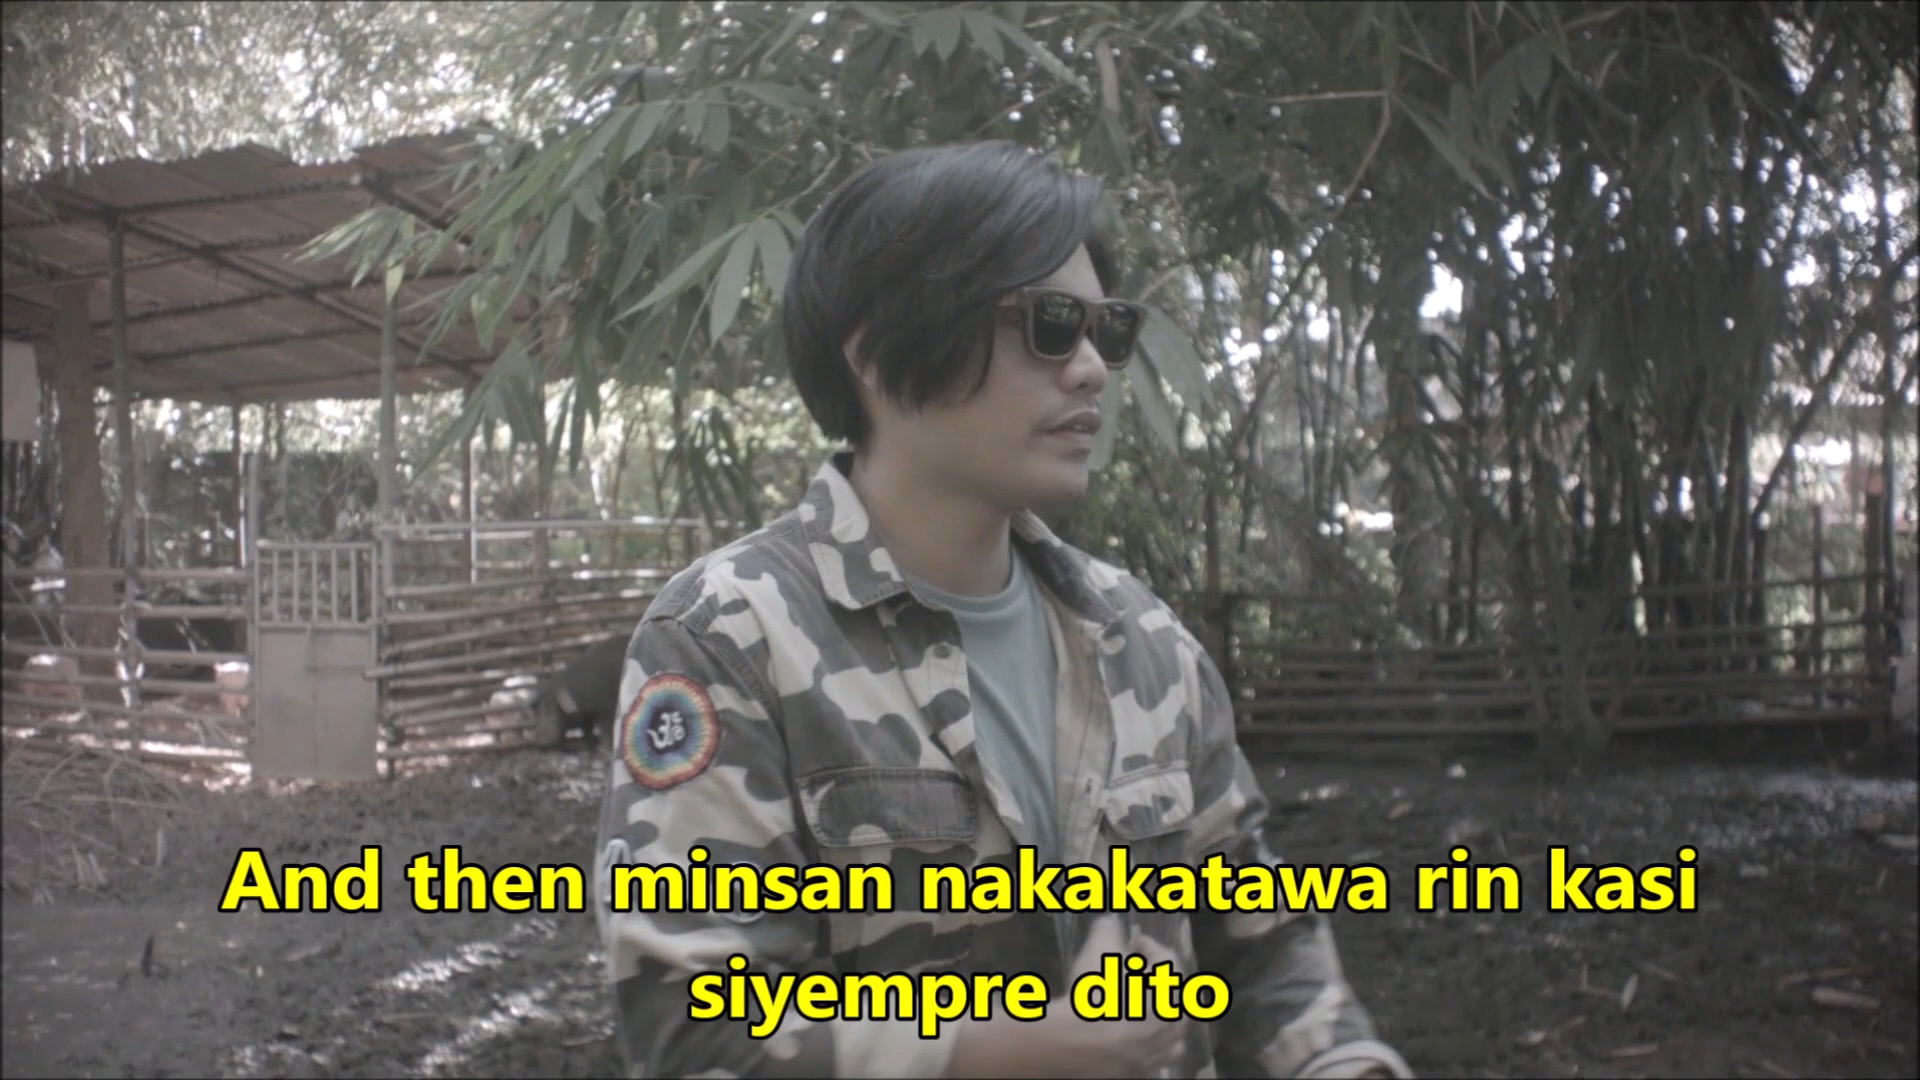 And then minsan nakakatawa rin kasi
siyempre dito
ॐ